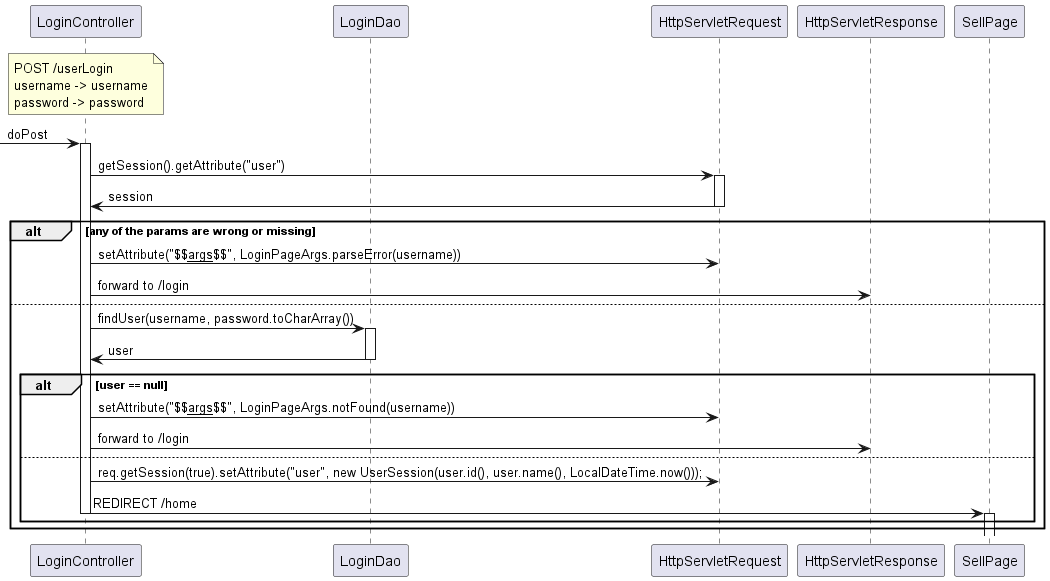 LoginController
LoginDao
HttpServletRequest
HttpServletResponse
SellPage
POST /userLogin
username -> username
password -> password
doPost
getSession().getAttribute("user")
session
alt
[any of the params are wrong or missing]
setAttribute("$$args$$", LoginPageArgs.parseError(username))
forward to /login
findUser(username, password.toCharArray())
user
alt
[user == null]
setAttribute("$$args$$", LoginPageArgs.notFound(username))
forward to /login
req.getSession(true).setAttribute("user", new UserSession(user.id(), user.name(), LocalDateTime.now()));
REDIRECT /home
LoginController
LoginDao
HttpServletRequest
HttpServletResponse
SellPage